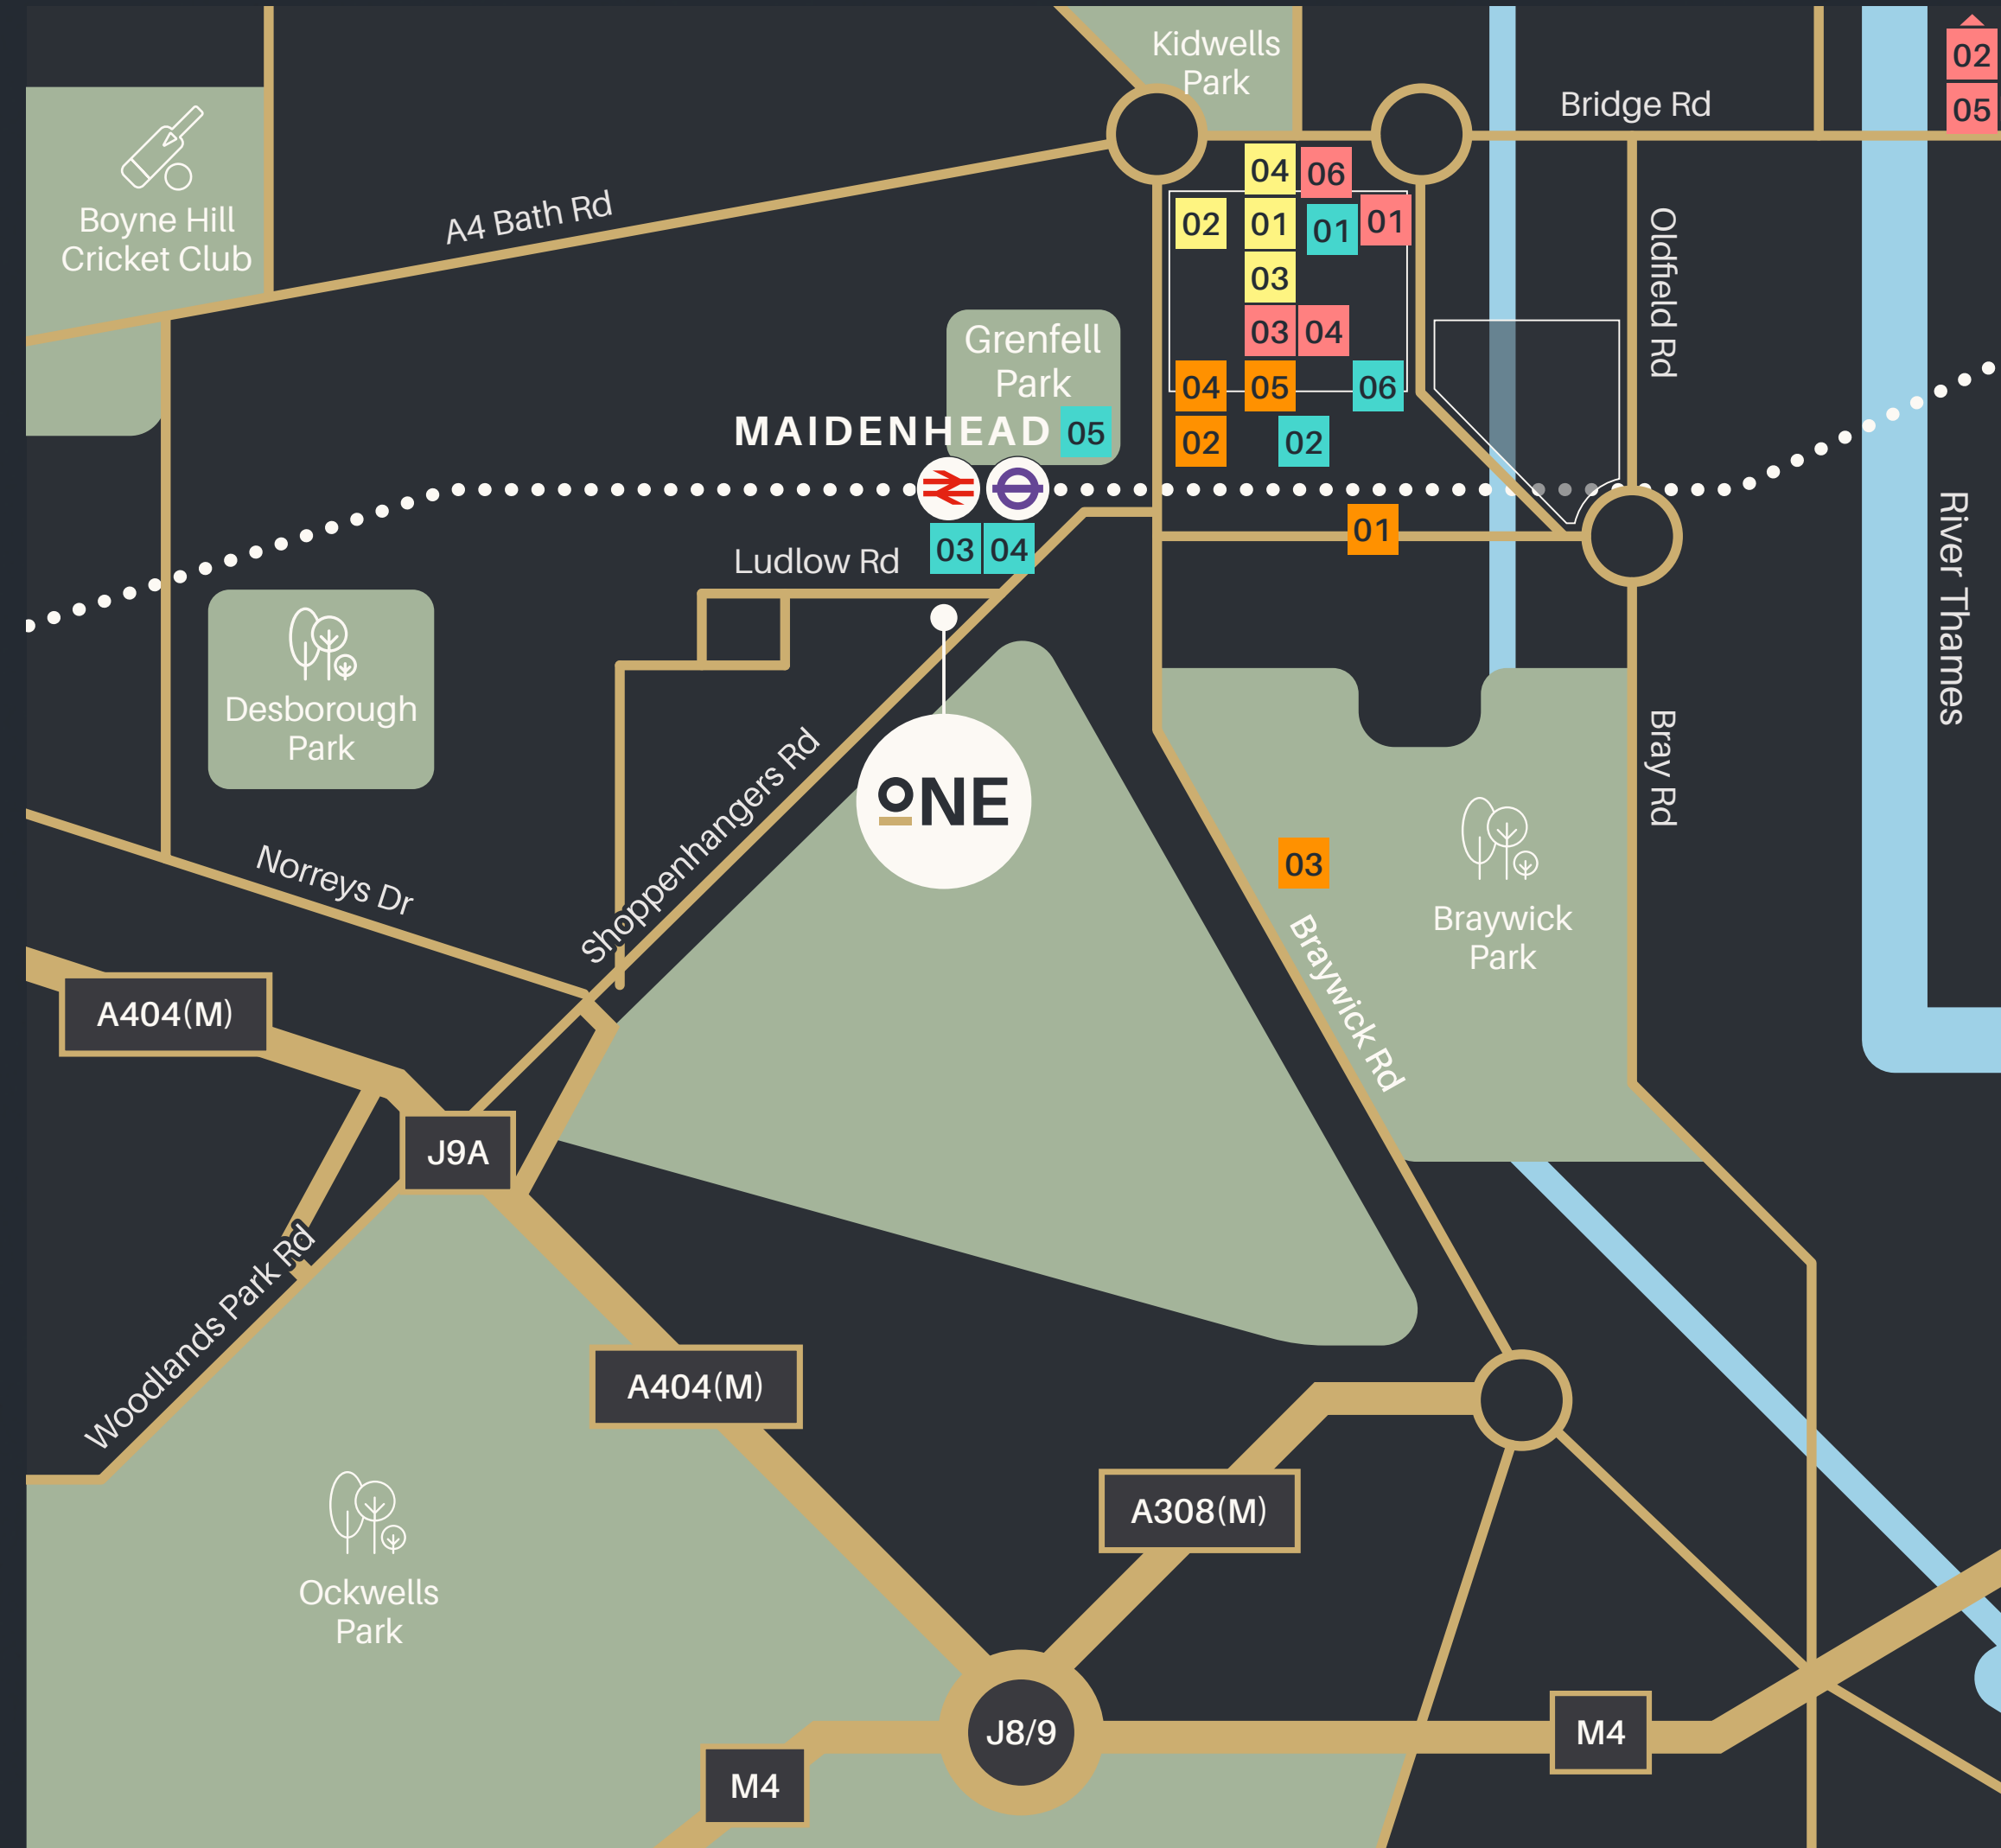 Kidwells
Park
02
05
Bridge Rd
Boyne Hill
Cricket Club
A4 Bath Rd
04
06
02
01
01
01
03
03
04
04
05
06
02
02
Oldfield Rd
Grenfell
Park
MAIDENHEAD
05
03
04
01
Ludlow Rd
River Thames
Desborough
Park
Shoppenhangers Rd
ONE
Norreys Dr
03
Braywick Rd
Braywick
Park
Bray Rd
A404(M)
J9A
Woodlands Park Rd
A404(M)
A308(M)
Ockwells
Park
J8/9
M4
M4